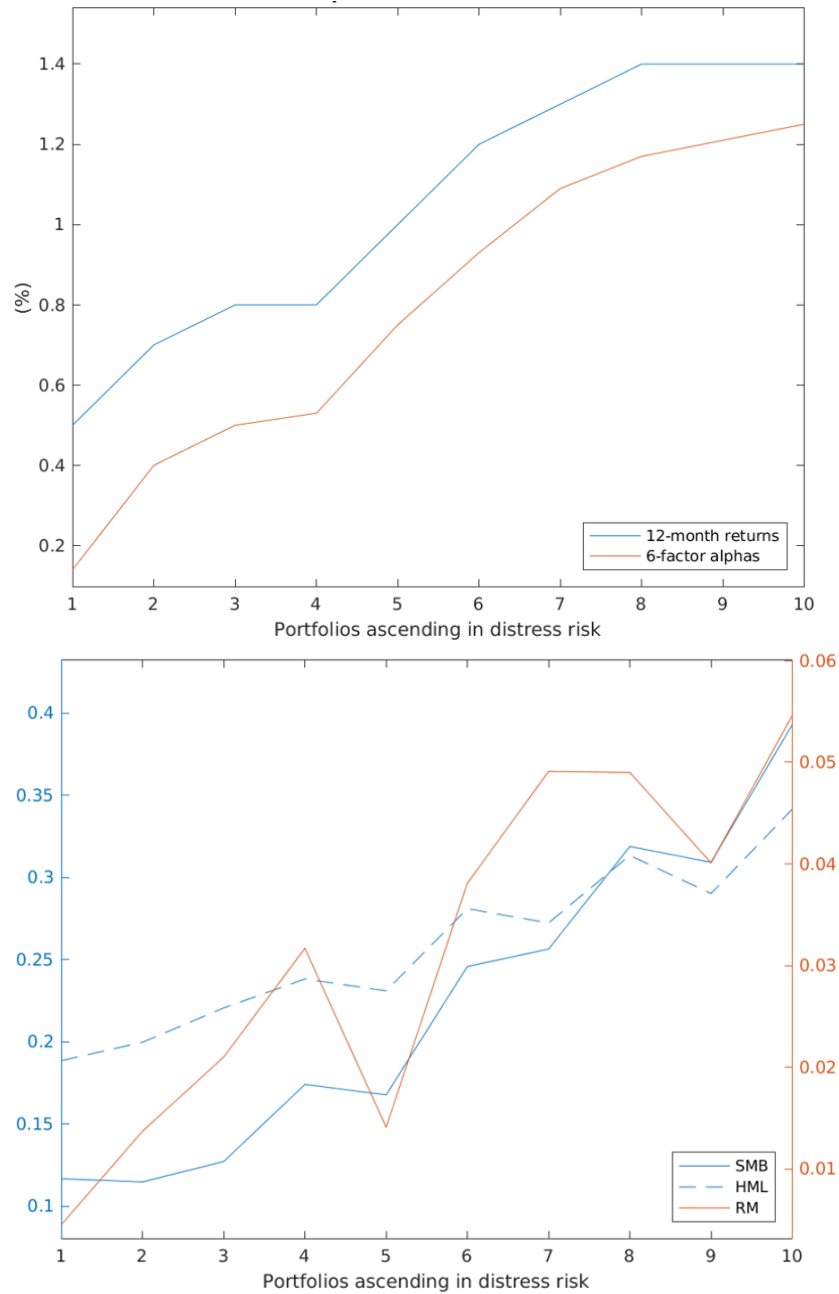 1.4
1.2
1
0.8
0.6
0.4
0.2
(%)
12-month returns
6-factor alphas
1 2 3 4 5 6 7 8 9 10
Portfolios ascending in distress risk
0.4
0.35
0.3
0.25
0.2
0.15
0.1
0.06
0.05
0.04
0.03
0.02
0.01
SMB
HML
RM
1 2 3 4 5 6 7 8 9 10
Portfolios ascending in distress risk